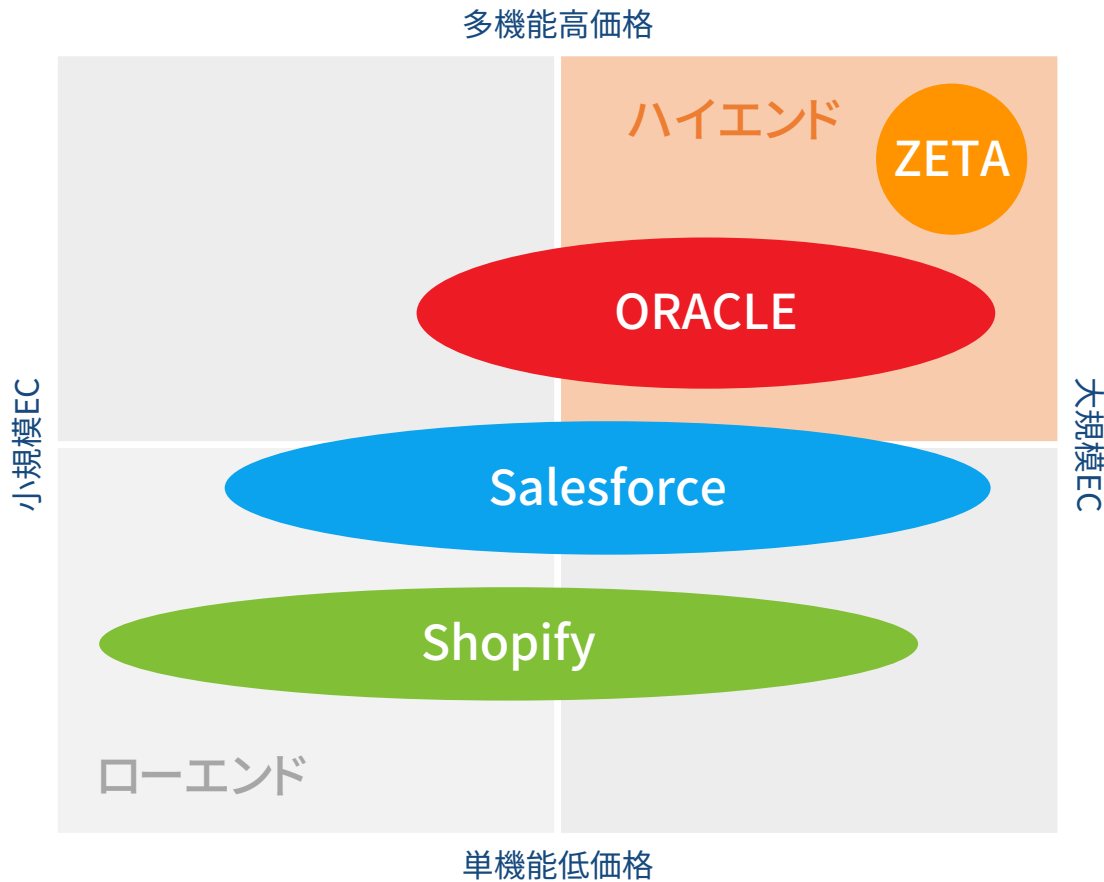 多機能高価格
ハイエンド
ZETA
ORACLE
小規模EC
大規模EC
Salesforce
Shopify
ローエンド
単機能低価格